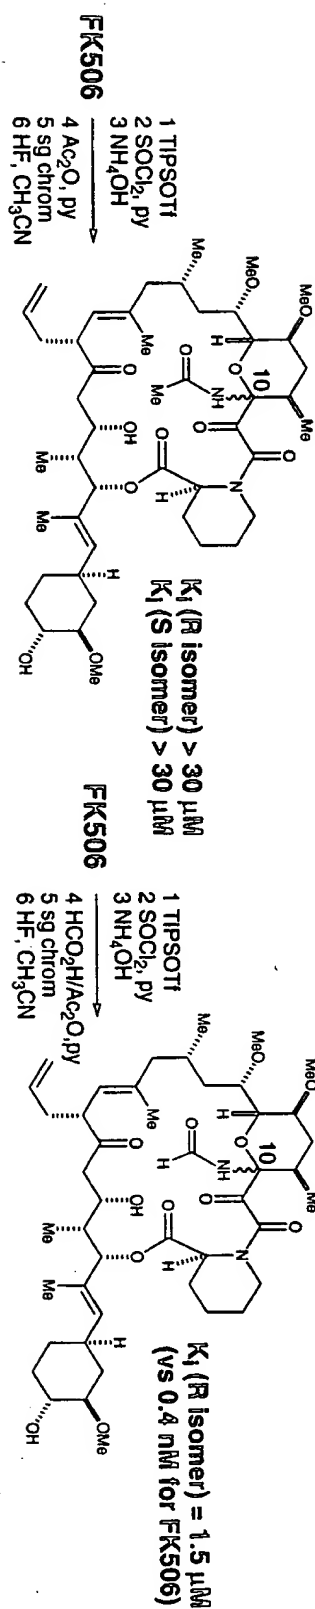 FK506
1 TIPSOTf
2 SOCl₂, py
3 NH₄OH
4 Ac₂O, py
5 sg chrom
6 HF, CH₃CN
MeO
MeO
Me
H
O
10
Me
NH
O
Me
O
O
N
O
H
O
Me
O
OH
Me
Me
H
OMe
OH
Kᵢ (R isomer) > 30 μM
Kᵢ (S isomer) > 30 μM
FK506
1 TIPSOTf
2 SOCl₂, py
3 NH₄OH
4 HCO₂H/Ac₂O,py
5 sg chrom
6 HF, CH₃CN
MeO
MeO
Me
H
O
10
Me
NH
O
H
O
O
N
O
H
O
Me
O
OH
Me
Me
H
OMe
OH
Kᵢ (R isomer) = 1.5 μM
(vs 0.4 nM for FK506)